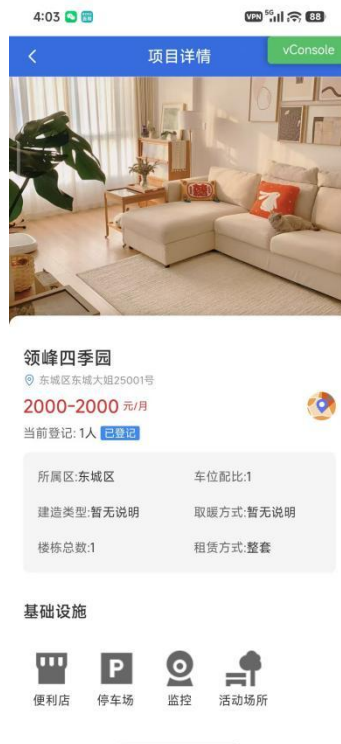 4:03 VPN 5G 88
项目详情 vConsole
领峰四季园
东城区东城大姐25001号
2000-2000 元/月
当前登记: 1人 已登记
所属区:东城区 车位配比:1
建造类型:暂无说明 取暖方式:暂无说明
楼栋总数:1 租赁方式:整套
基础设施
P
便利店 停车场 监控 活动场所